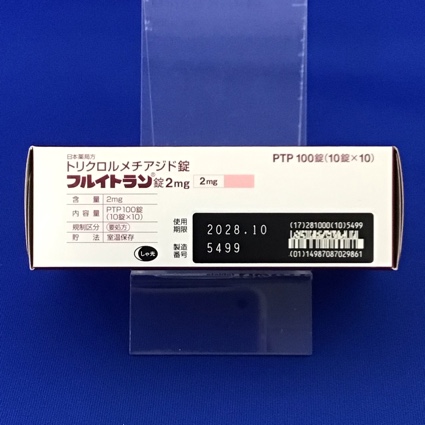 日本薬局方
トリクロルメチアジド錠
フルイトラン®錠2mg 2mg
PTP 100錠(10錠×10)
含量 2mg
内容量 PTP100錠
(10錠×10)
規制区分 要処方
貯法 室温保存
しゃ光
使用
期限 2028.10
製造
番号 5499
(17)281000(10)5499
(01)14987087029861